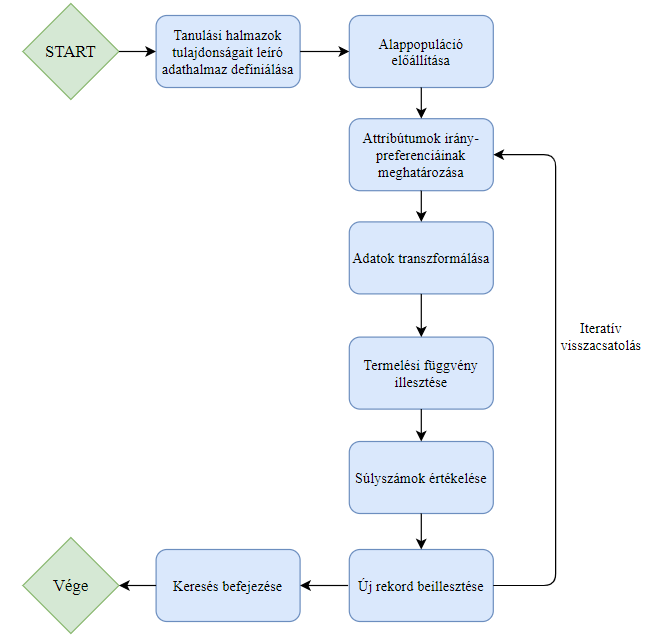 START
Tanulási halmazok
tulajdonságait leíró
adathalmaz definiálása
Alappopuláció
előállítása
Attribútumok irány-
preferenciáinak
meghatározása
Adatok transzformálása
Termelési függvény
illesztése
Súlyszámok értékelése
Új rekord beillesztése
Iteratív
visszacsatolás
Keresés befejezése
Vége